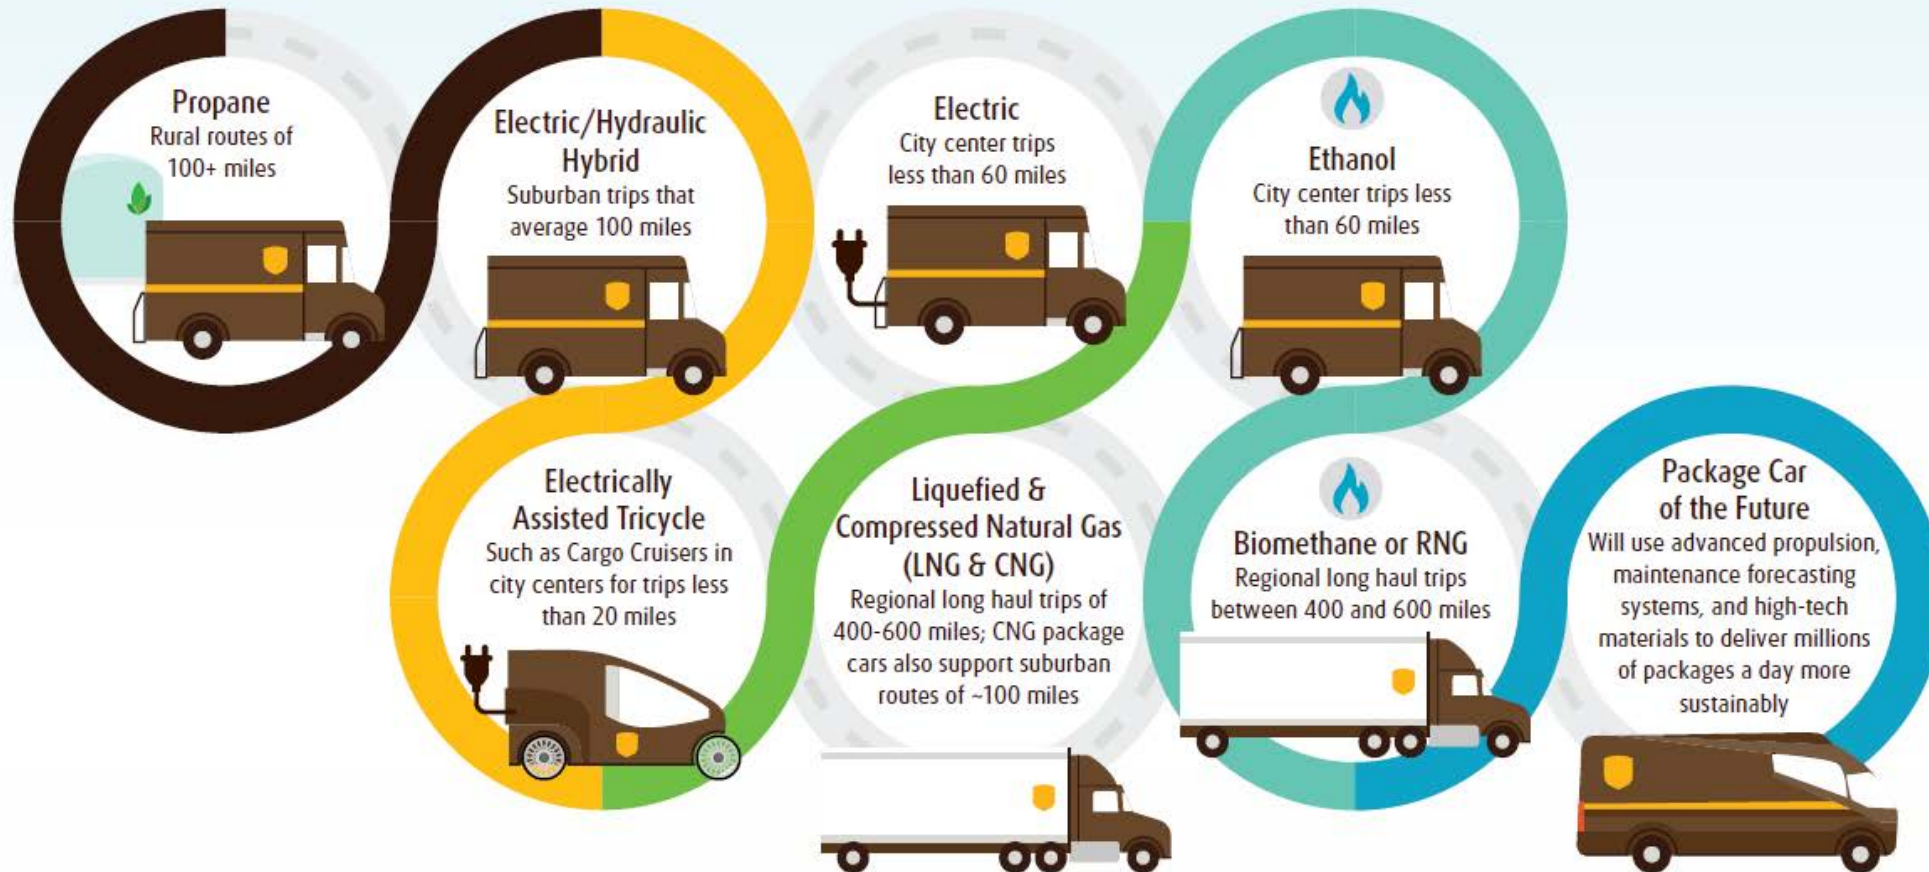 Propane
Rural routes of
100+ miles
Electric/Hydraulic
Hybrid
Suburban trips that
average 100 miles
Electric
City center trips
less than 60 miles
Ethanol
City center trips less
than 60 miles
Electrically
Assisted Tricycle
Such as Cargo Cruisers in
city centers for trips less
than 20 miles
Liquefied &
Compressed Natural Gas
(LNG & CNG)
Regional long haul trips of
400-600 miles; CNG package
cars also support suburban
routes of ~100 miles
Biomethane or RNG
Regional long haul trips
between 400 and 600 miles
Package Car
of the Future
Will use advanced propulsion,
maintenance forecasting
systems, and high-tech
materials to deliver millions
of packages a day more
sustainably